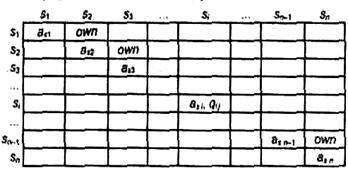 S1 S2 S3 ... Si ... Sn-1 Sn
S1 as1 own
S2 as2 own
S3 as3
...
Si asi, qij
...
Sn-1 as n-1 own
Sn as n